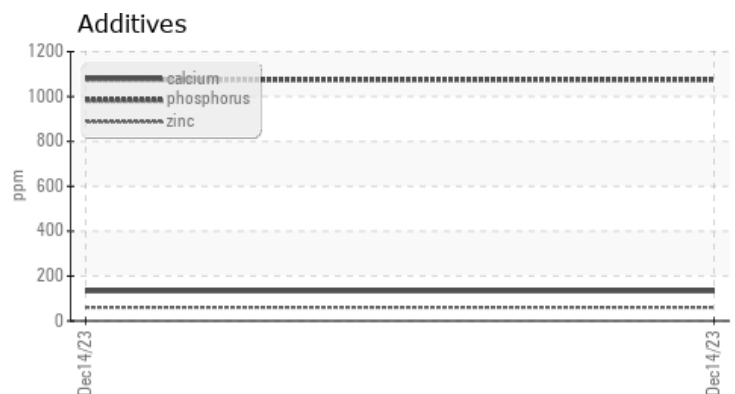 Additives
1200
1000
800
600
400
200
0
ppm
calcium
phosphorus
zinc
Dec14/23
Dec14/23